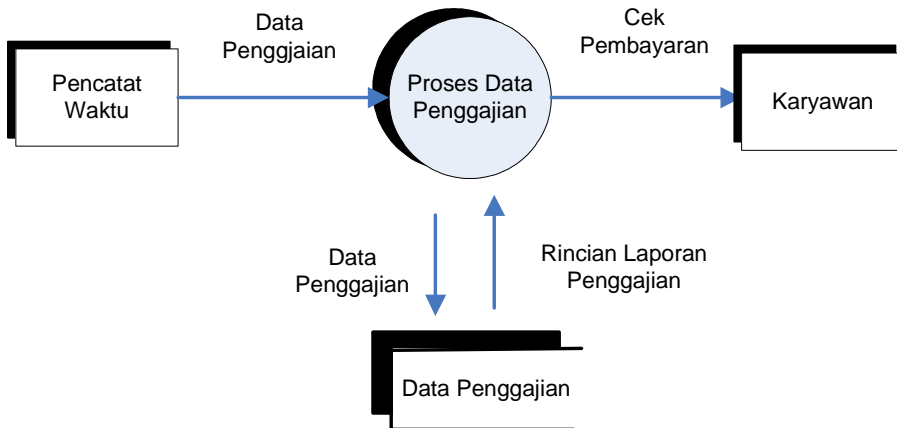 Data
Penggjaian
Cek
Pembayaran
Pencatat
Waktu
Proses Data
Penggajian
Karyawan
Data
Penggajian
Rincian Laporan
Penggajian
Data Penggajian